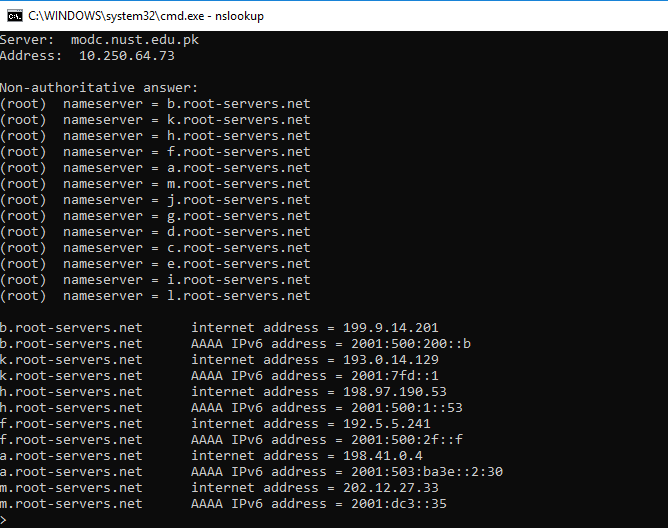 C:\WINDOWS\system32\cmd.exe - nslookup
Server:  modc.nust.edu.pk
Address:  10.250.64.73

Non-authoritative answer:
(root)  nameserver = b.root-servers.net
(root)  nameserver = k.root-servers.net
(root)  nameserver = h.root-servers.net
(root)  nameserver = f.root-servers.net
(root)  nameserver = a.root-servers.net
(root)  nameserver = m.root-servers.net
(root)  nameserver = j.root-servers.net
(root)  nameserver = g.root-servers.net
(root)  nameserver = d.root-servers.net
(root)  nameserver = c.root-servers.net
(root)  nameserver = e.root-servers.net
(root)  nameserver = i.root-servers.net
(root)  nameserver = l.root-servers.net

b.root-servers.net      internet address = 199.9.14.201
b.root-servers.net      AAAA IPv6 address = 2001:500:200::b
k.root-servers.net      internet address = 193.0.14.129
k.root-servers.net      AAAA IPv6 address = 2001:7fd::1
h.root-servers.net      internet address = 198.97.190.53
h.root-servers.net      AAAA IPv6 address = 2001:500:1::53
f.root-servers.net      internet address = 192.5.5.241
f.root-servers.net      AAAA IPv6 address = 2001:500:2f::f
a.root-servers.net      internet address = 198.41.0.4
a.root-servers.net      AAAA IPv6 address = 2001:503:ba3e::2:30
m.root-servers.net      internet address = 202.12.27.33
m.root-servers.net      AAAA IPv6 address = 2001:dc3::35
>